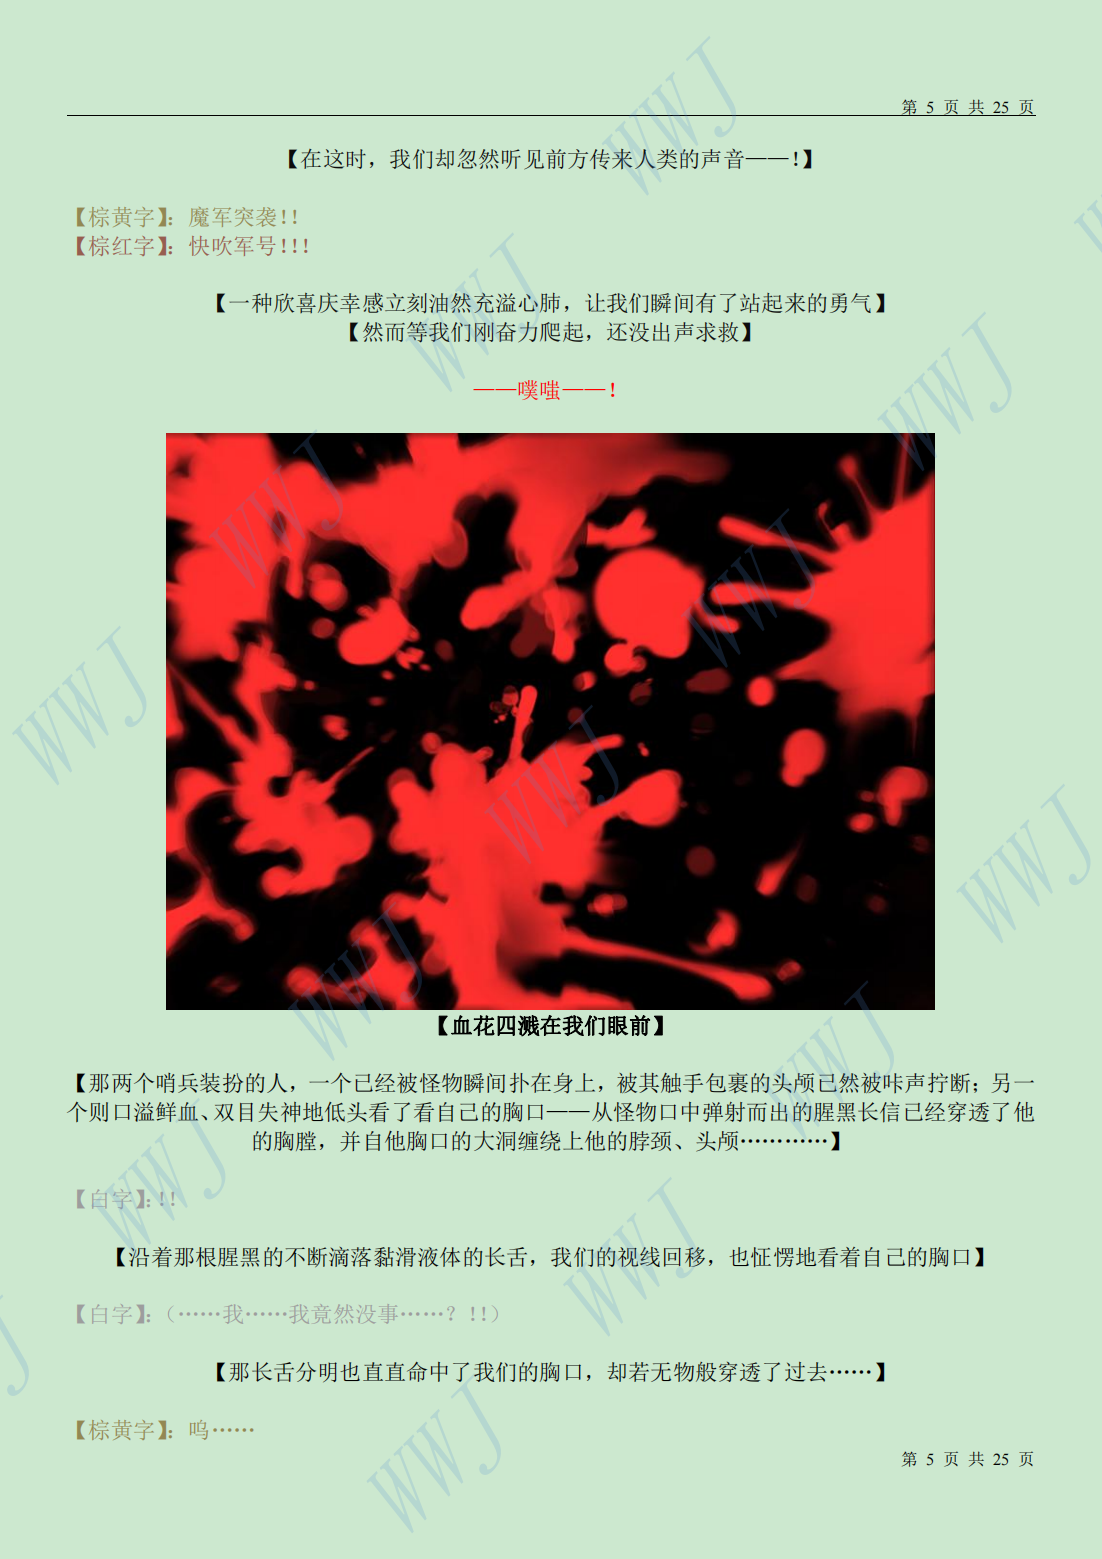 第 5 页 共 25 页
【在这时，我们却忽然听见前方传来人类的声音——！】
【棕黄字】：魔军突袭！！
【棕红字】：快吹军号！！！
【一种欣喜庆幸感立刻油然充溢心肺，让我们瞬间有了站起来的勇气】
【然而等我们刚奋力爬起，还没出声求救】
——噗嗤——！
【血花四溅在我们眼前】
【那两个哨兵装扮的人，一个已经被怪物瞬间扑在身上，被其触手包裹的头颅已然被咔声拧断；另一
个则口溢鲜血、双目失神地低头看了看自己的胸口——从怪物口中弹射而出的腥黑长信已经穿透了他
的胸膛，并自他胸口的大洞缠绕上他的脖颈、头颅…………】
【白字】：！！
【沿着那根腥黑的不断滴落黏滑液体的长舌，我们的视线回移，也怔愣地看着自己的胸口】
【白字】：（……我……我竟然没事……？！！）
【那长舌分明也直直命中了我们的胸口，却若无物般穿透了过去……】
【棕黄字】：呜……
第 5 页 共 25 页
WWJ
WWJ
WWJ
WWJ
WWJ
WWJ
WWJ
WWJ
WWJ
WWJ
WWJ
WWJ
WWJ